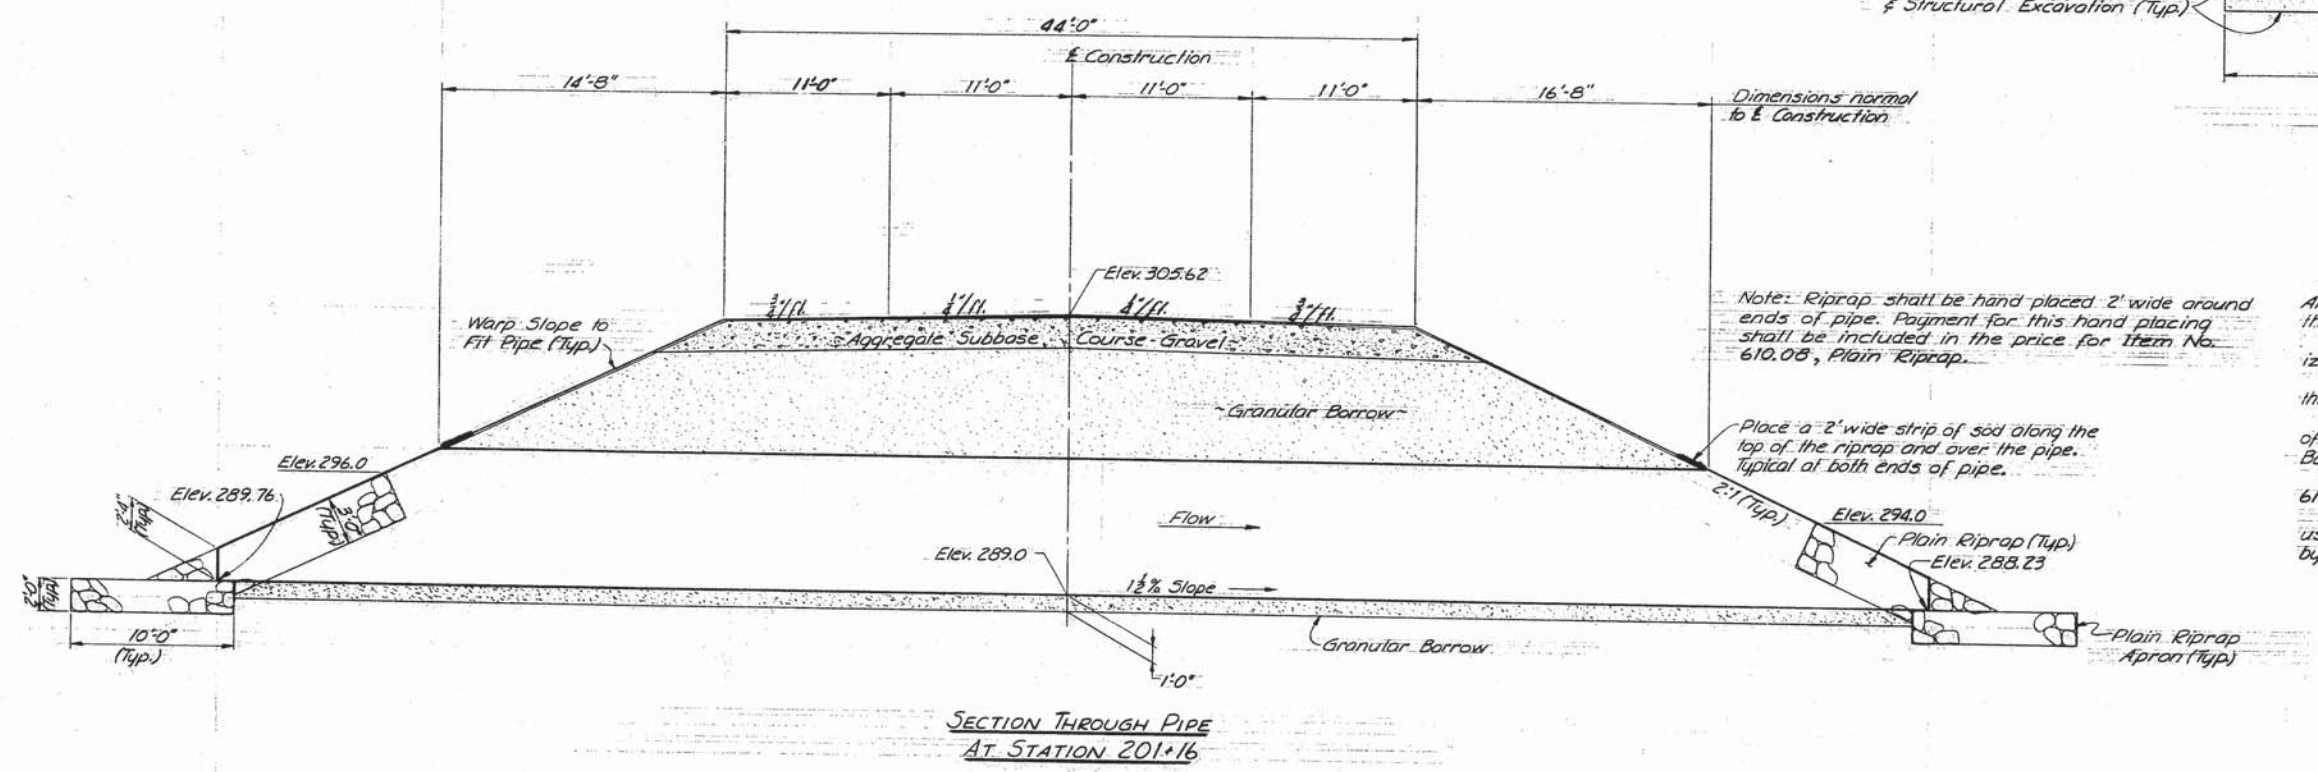 ℄ Structural Excavation (Typ.)
44'-0"
℄ Construction
14'-8"
11'-0"
11'-0"
11'-0"
11'-0"
16'-8"
Dimensions normal
to ℄ Construction
Elev. 305.62
3/4"/ft.
1/4"/ft.
1/4"/ft.
3/4"/ft.
Warp Slope to
Fit Pipe (Typ.)
~Aggregate Subbase Course-Gravel~
~Granular Borrow~
Note: Riprap shall be hand placed 2' wide around
ends of pipe. Payment for this hand placing
shall be included in the price for Item No.
610.08, Plain Riprap.
Place a 2' wide strip of sod along the
top of the riprap and over the pipe.
Typical at both ends of pipe.
Elev. 296.0
Elev. 289.76
2'-4"
(Typ.)
3'-0"
(Typ.)
2:1 (Typ.)
Flow
Elev. 294.0
Plain Riprap (Typ.)
Elev. 288.23
Elev. 289.0
1 1/2% Slope
2'-0"
(Typ.)
10'-0"
(Typ.)
Granular Borrow
1'-0"
Plain Riprap
Apron (Typ.)
SECTION THROUGH PIPE
AT STATION 201+16